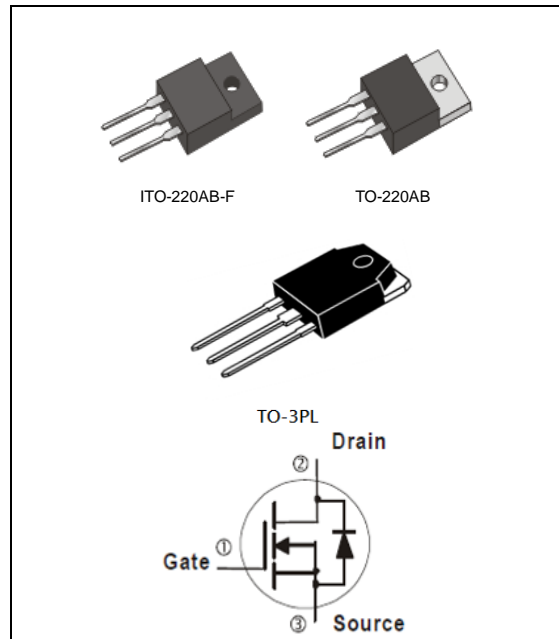 ITO-220AB-F
TO-220AB
TO-3PL
Drain
②
①
Gate
③
Source